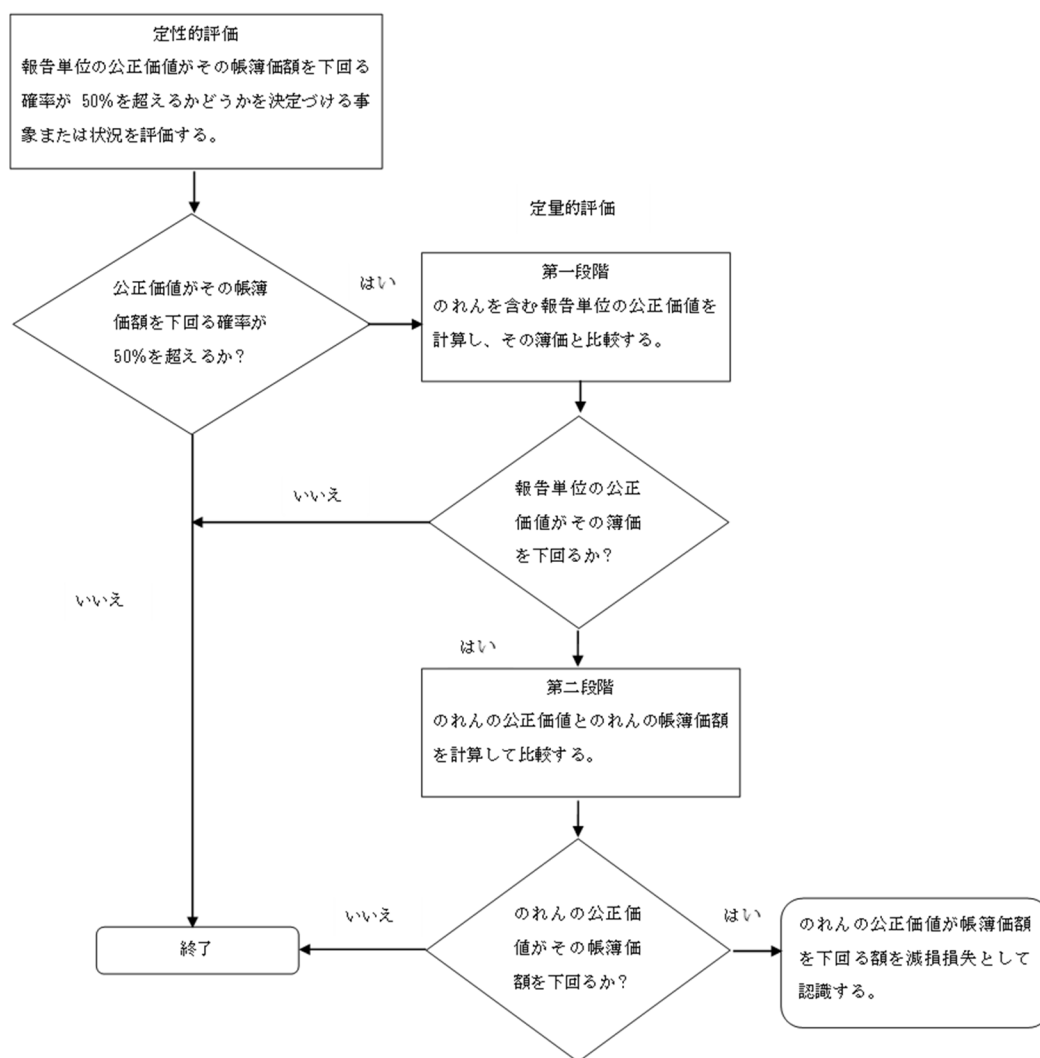 定性的評価
報告単位の公正価値がその帳簿価額を下回る
確率が 50%を超えるかどうかを決定づける事
象または状況を評価する。
定量的評価
公正価値がその帳簿
価額を下回る確率が
50%を超えるか?
はい
第一段階
のれんを含む報告単位の公正価値を
計算し、その簿価と比較する。
報告単位の公正
価値がその簿価
を下回るか?
いいえ
いいえ
はい
第二段階
のれんの公正価値とのれんの帳簿価額
を計算して比較する。
のれんの公正価
値がその帳簿価
額を下回るか?
いいえ
終了
はい
のれんの公正価値が帳簿価額
を下回る額を減損損失として
認識する。